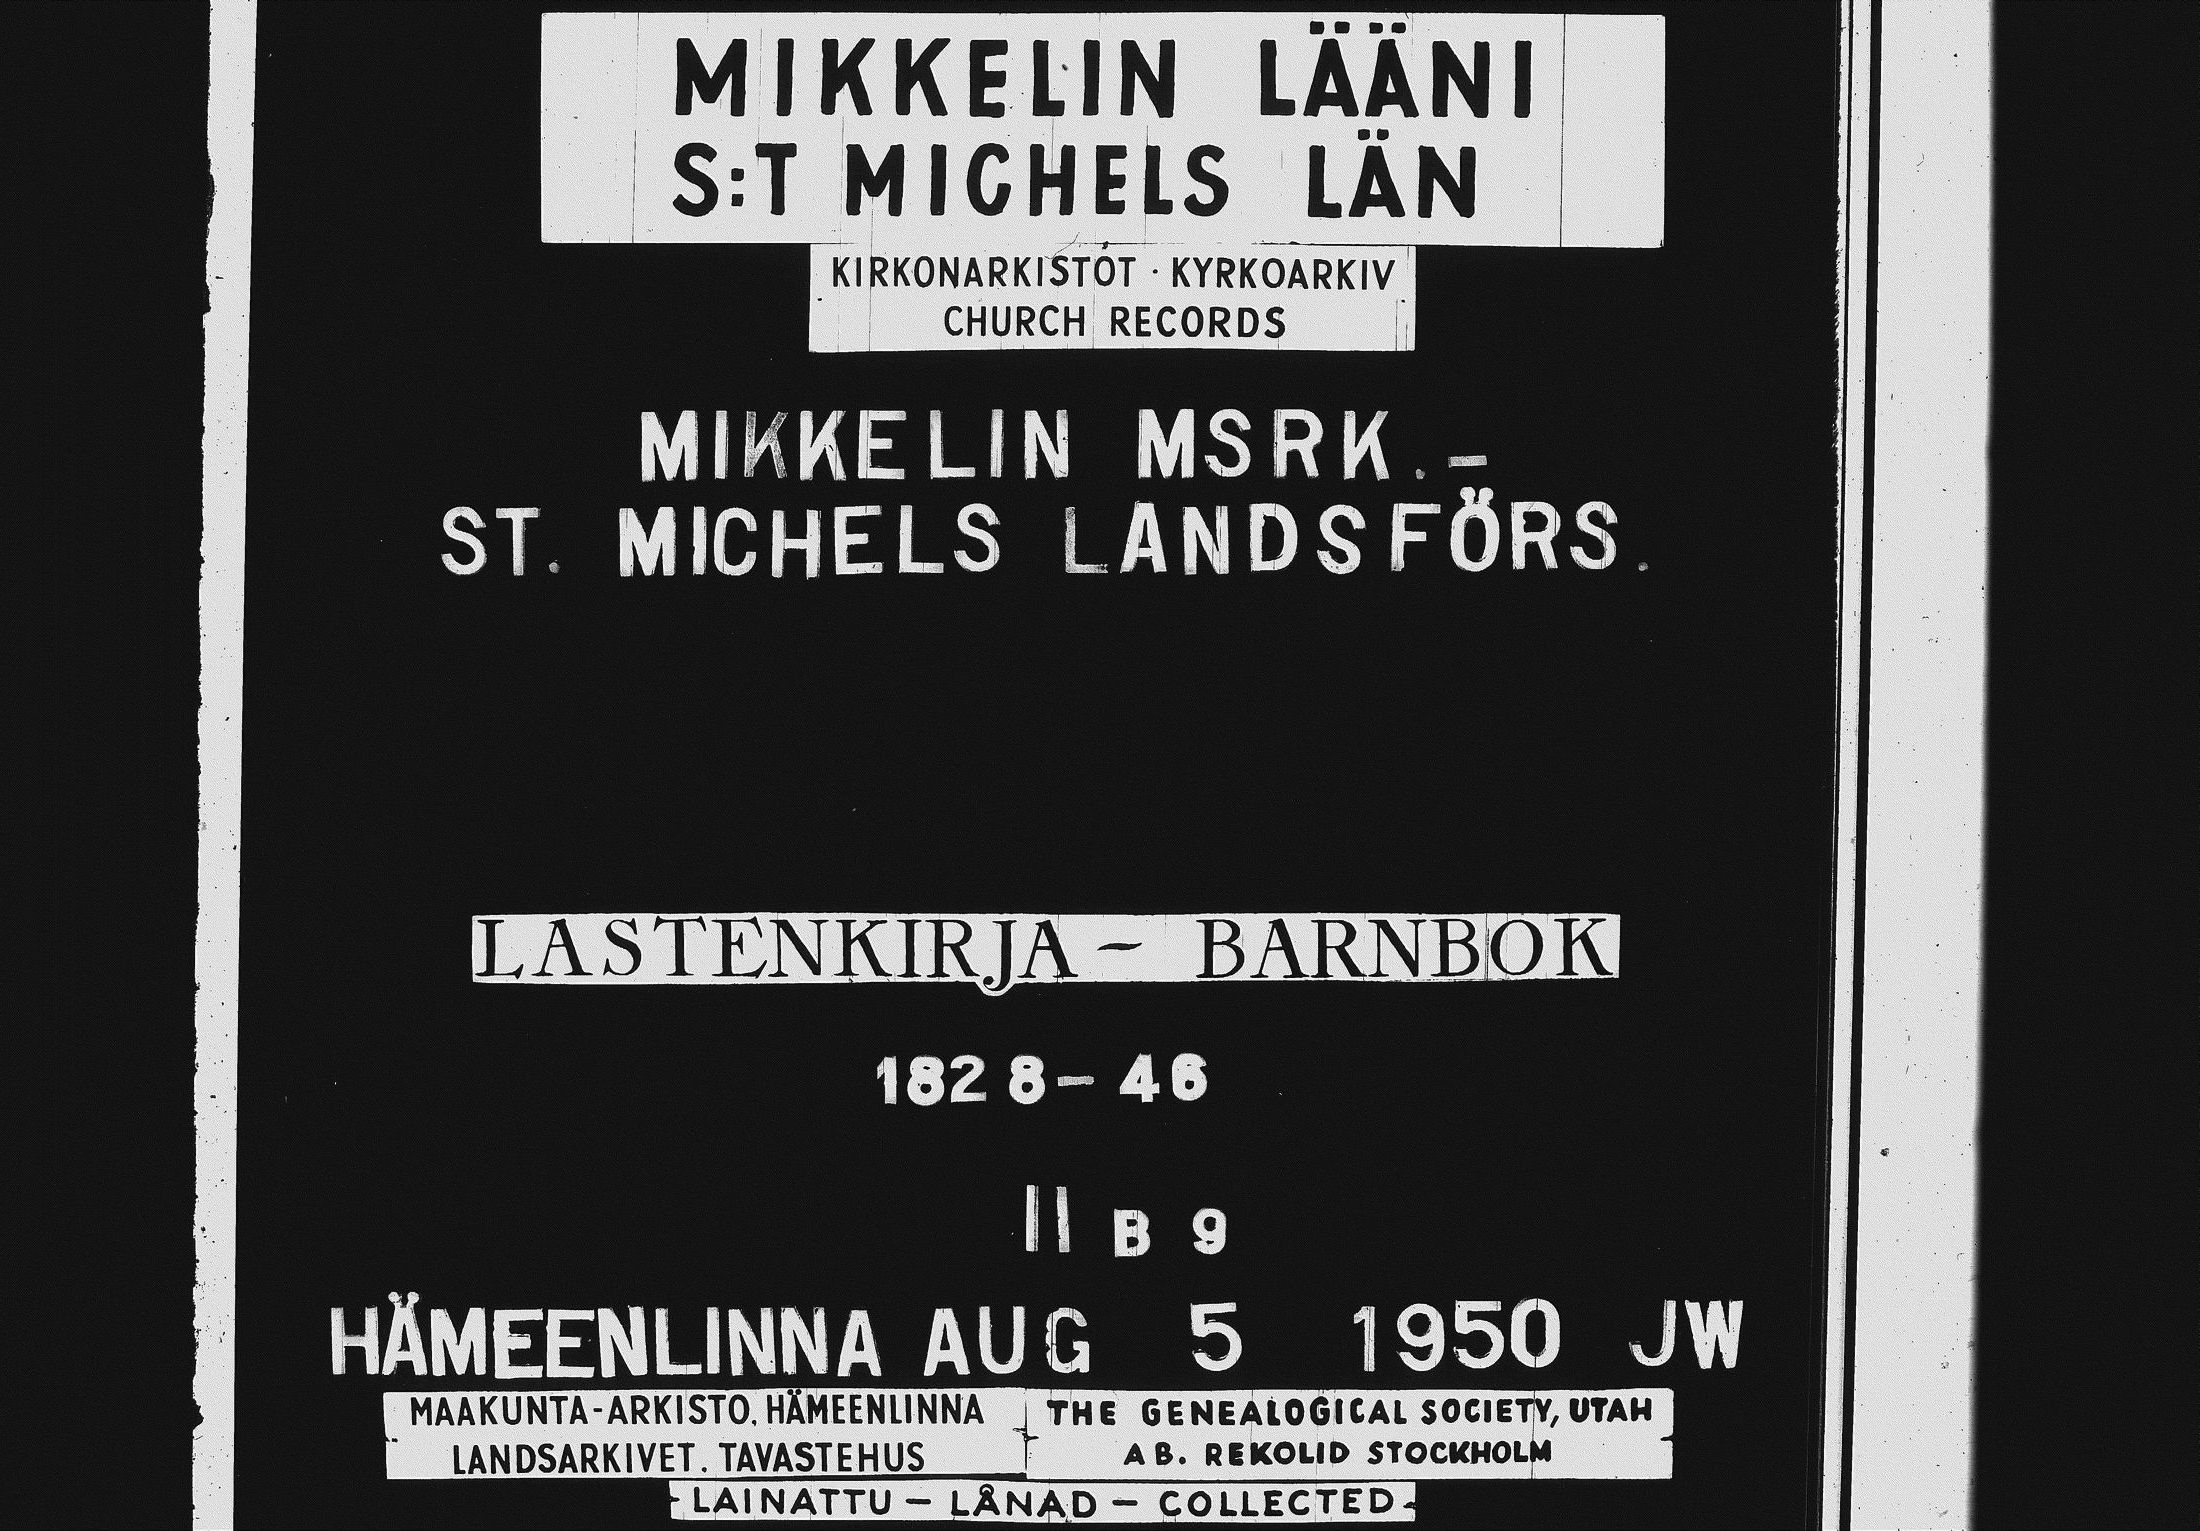 MIKKELIN LÄÄNI
S:T MICHELS LÄN
KIRKONARKISTOT · KYRKOARKIV
CHURCH RECORDS
MIKKELIN MSRK.–
ST. MICHELS LANDSFÖRS.
LASTENKIRJA – BARNBOK
1828–46
II B 9
HÄMEENLINNA AUG 5 1950 JW
MAAKUNTA-ARKISTO, HÄMEENLINNA
LANDSARKIVET. TAVASTEHUS
THE GENEALOGICAL SOCIETY, UTAH
AB. REKOLID STOCKHOLM
LAINATTU – LÅNAD – COLLECTED